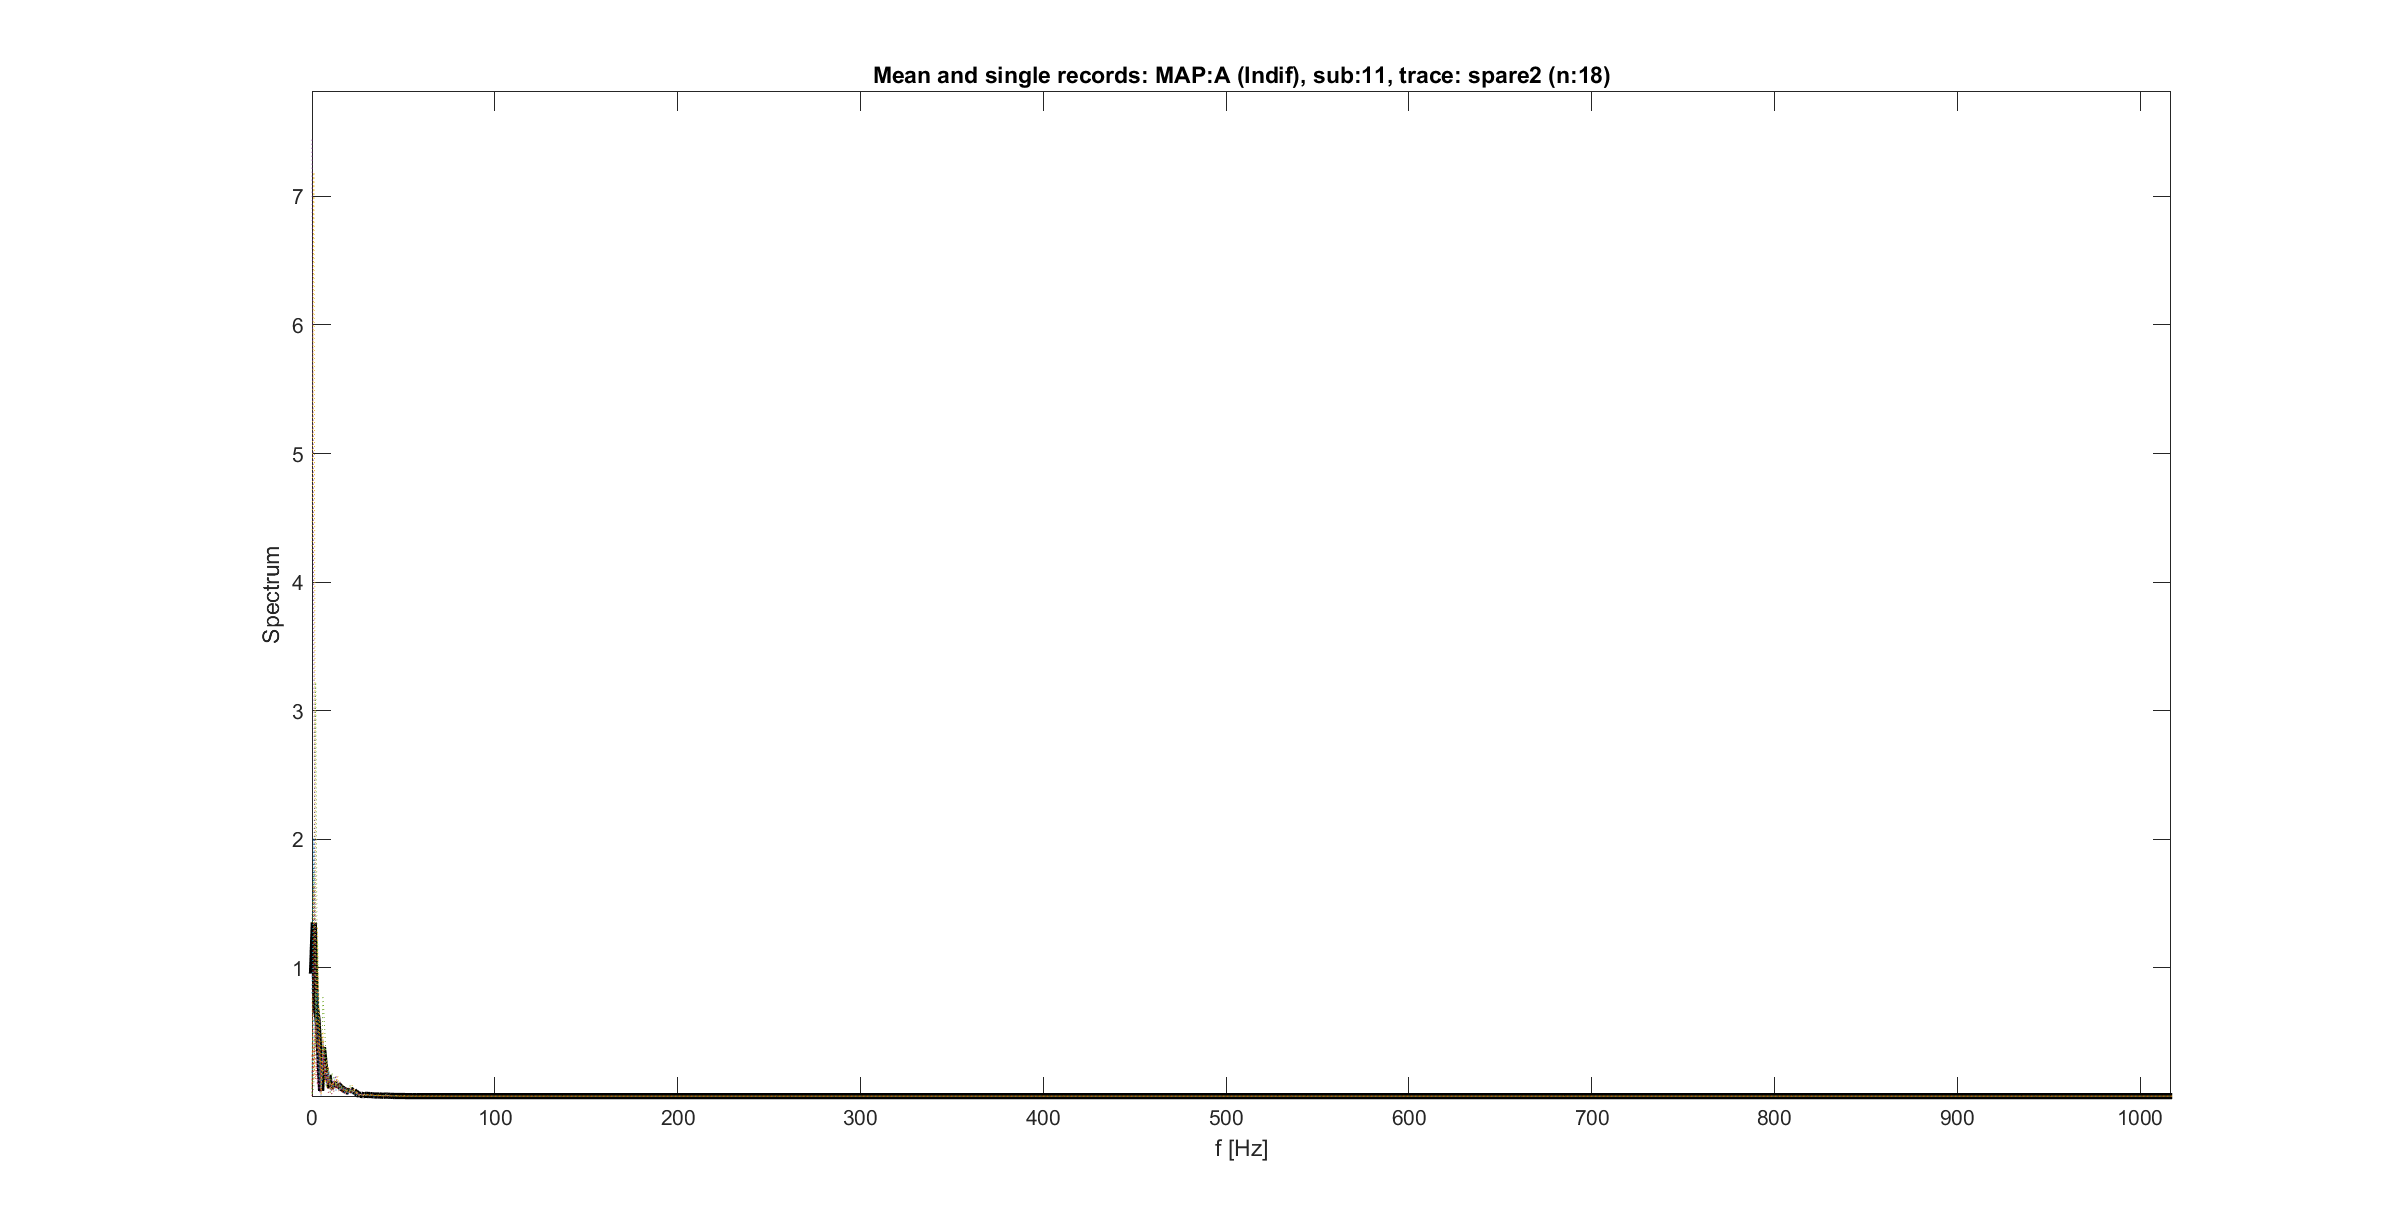 Mean and single records: MAP:A (Indif), sub:11, trace: spare2 (n:18)
7
6
5
4
3
2
1
Spectrum
0 100 200 300 400 500 600 700 800 900 1000
f [Hz]